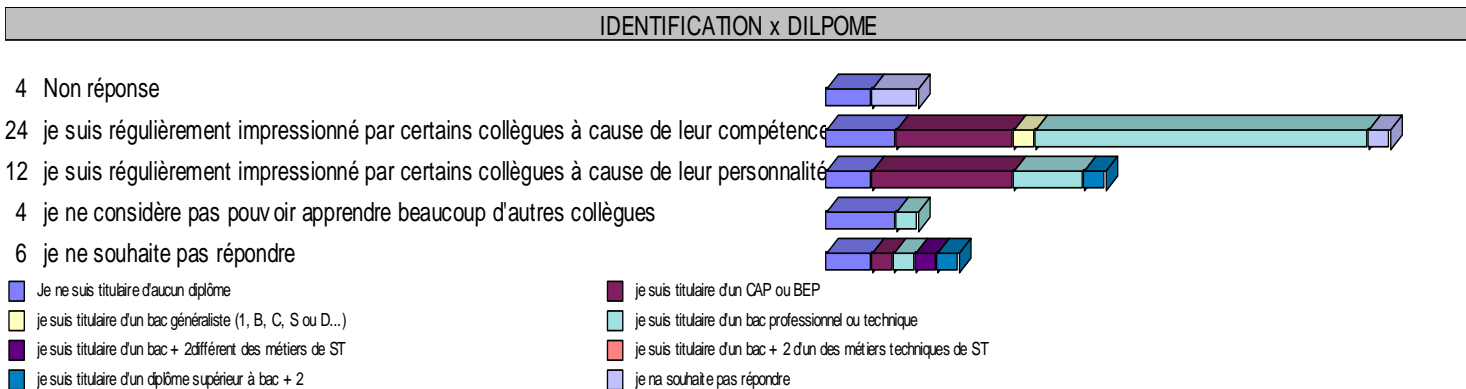 IDENTIFICATION x DILPOME
4 Non réponse
24 je suis régulièrement impressionné par certains collègues à cause de leur compétence
12 je suis régulièrement impressionné par certains collègues à cause de leur personnalité
4 je ne considère pas pouvoir apprendre beaucoup d'autres collègues
6 je ne souhaite pas répondre
Je ne suis titulaire d'aucun diplôme je suis titulaire d'un CAP ou BEP
je suis titulaire d'un bac généraliste (1, B, C, S ou D...) je suis titulaire d'un bac professionnel ou technique
je suis titulaire d'un bac + 2différent des métiers de ST je suis titulaire d'un bac + 2 d'un des métiers techniques de ST
je suis titulaire d'un diplôme supérieur à bac + 2 je na souhaite pas répondre